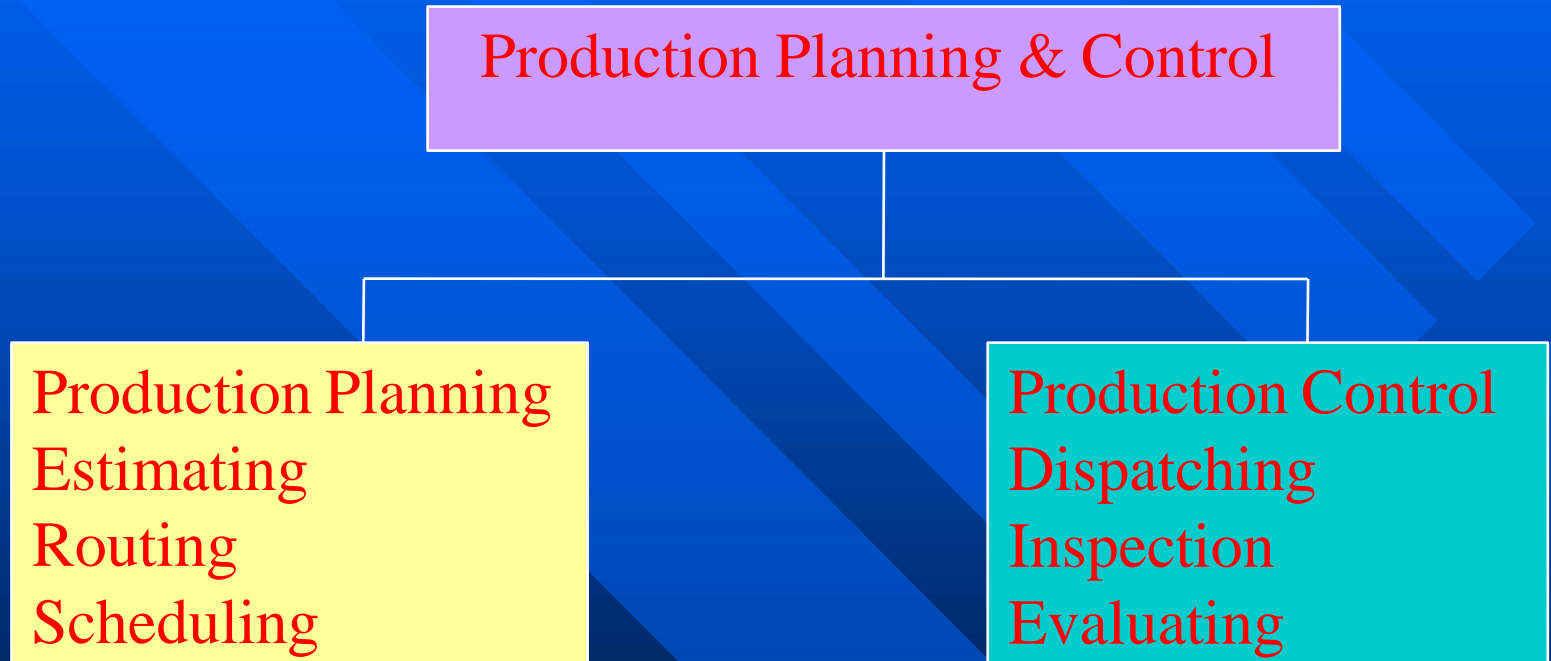 Production Planning & Control
Production Planning
Estimating
Routing
Scheduling
Production Control
Dispatching
Inspection
Evaluating